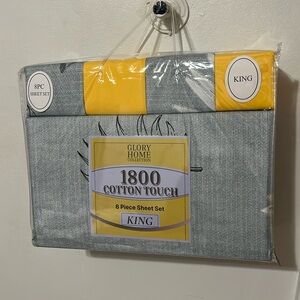 8PC
SHEET SET
KING
GLORY
HOME
COLLECTION
1800
COTTON TOUCH
8 Piece Sheet Set
KING